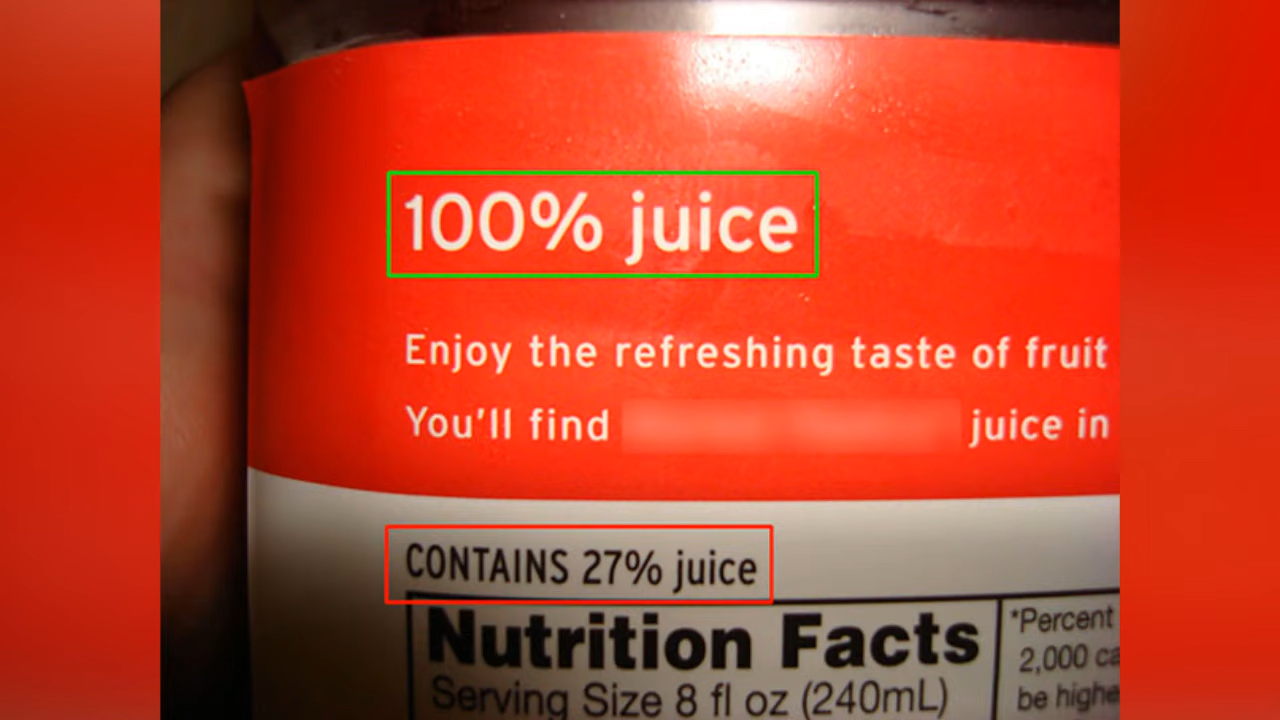 100% juice
Enjoy the refreshing taste of fruit
You'll find juice in
CONTAINS 27% juice
Nutrition Facts
Serving Size 8 fl oz (240mL)
*Percent
2,000
be